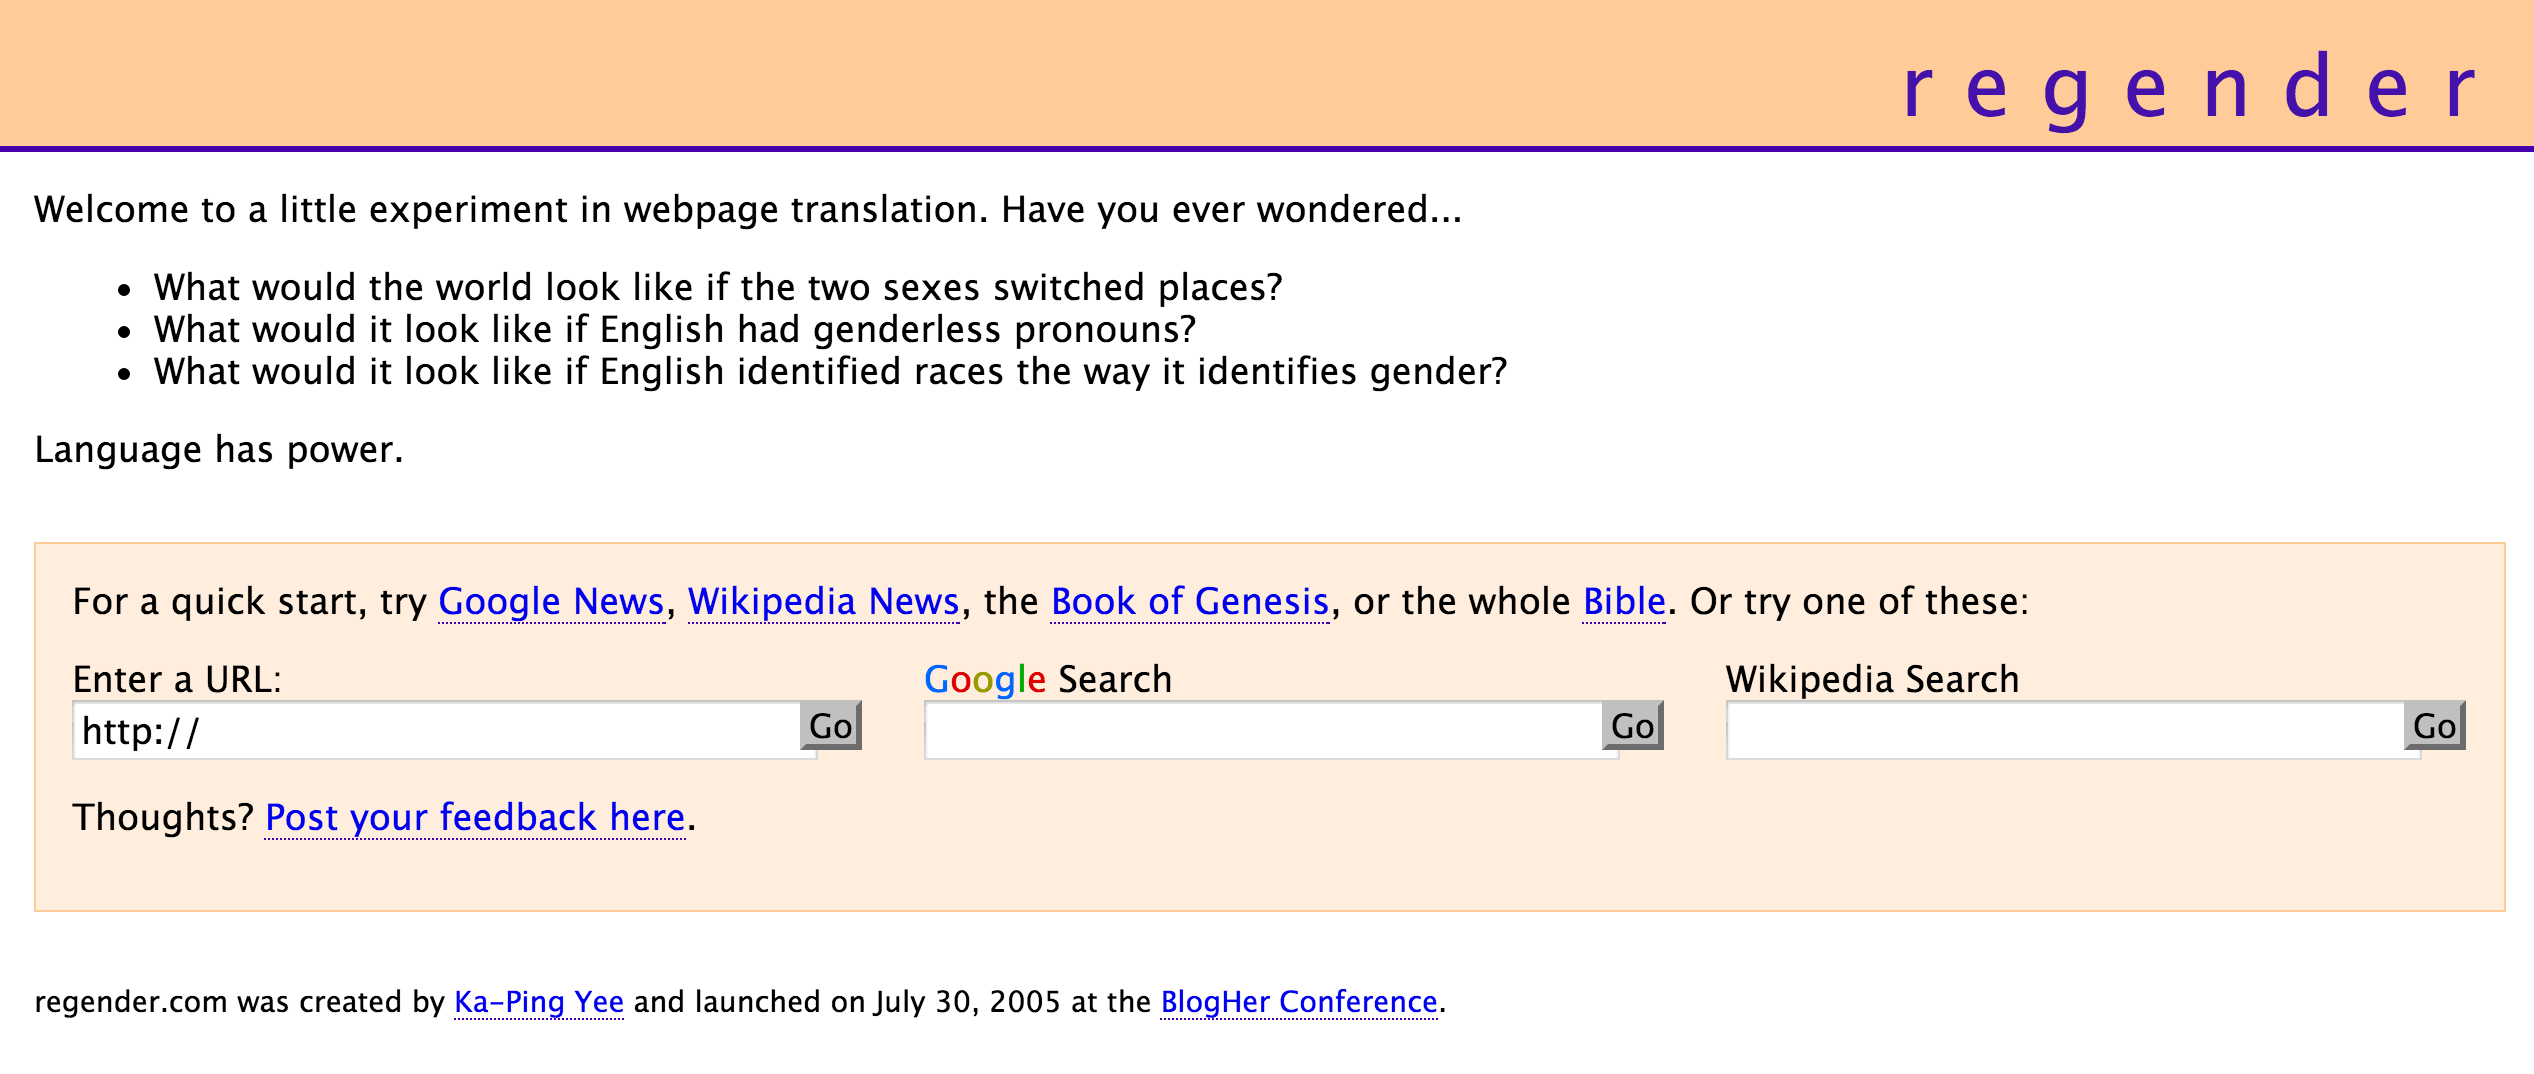 regender
Welcome to a little experiment in webpage translation. Have you ever wondered...
• What would the world look like if the two sexes switched places?
• What would it look like if English had genderless pronouns?
• What would it look like if English identified races the way it identifies gender?
Language has power.
For a quick start, try Google News, Wikipedia News, the Book of Genesis, or the whole Bible. Or try one of these:
Enter a URL:
http:// Go
Google Search
Go
Wikipedia Search
Go
Thoughts? Post your feedback here.
regender.com was created by Ka-Ping Yee and launched on July 30, 2005 at the BlogHer Conference.